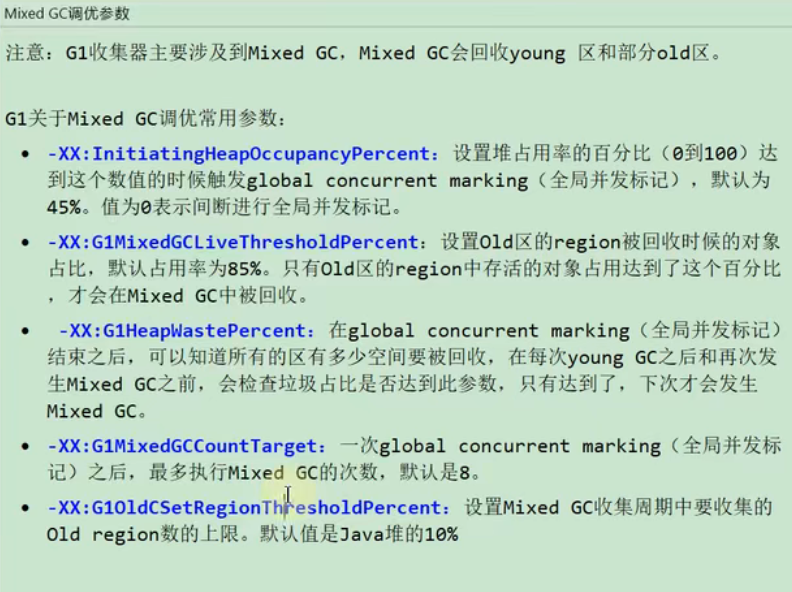 Mixed GC调优参数
注意：G1收集器主要涉及到Mixed GC，Mixed GC会回收young 区和部分old区。
G1关于Mixed GC调优常用参数：
• -XX:InitiatingHeapOccupancyPercent：设置堆占用率的百分比（0到100）达
到这个数值的时候触发global concurrent marking（全局并发标记），默认为
45%。值为0表示间断进行全局并发标记。
• -XX:G1MixedGCLiveThresholdPercent：设置Old区的region被回收时候的对象
占比，默认占用率为85%。只有Old区的region中存活的对象占用达到了这个百分比
，才会在Mixed GC中被回收。
• -XX:G1HeapWastePercent：在global concurrent marking（全局并发标记）
结束之后，可以知道所有的区有多少空间要被回收，在每次young GC之后和再次发
生Mixed GC之前，会检查垃圾占比是否达到此参数，只有达到了，下次才会发生
Mixed GC。
• -XX:G1MixedGCCountTarget：一次global concurrent marking（全局并发标
记）之后，最多执行Mixed GC的次数，默认是8。
• -XX:G1OldCSetRegionThresholdPercent：设置Mixed GC收集周期中要收集的
Old region数的上限。默认值是Java堆的10%